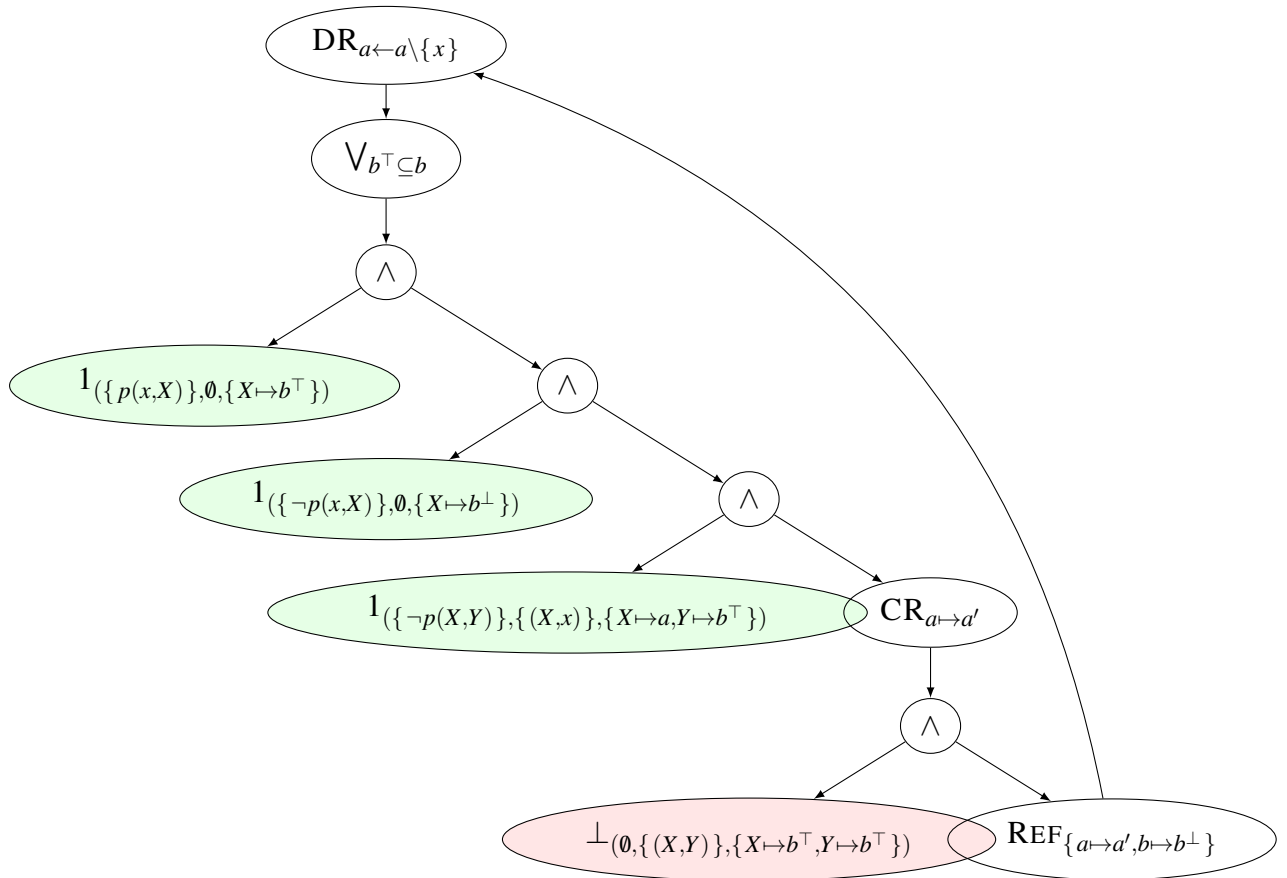 DR_{a←a\{x}}
⋁_{b^⊤⊆b}
∧
1_{({p(x,X)},∅,{X↦b^⊤})}
∧
1_{({¬p(x,X)},∅,{X↦b^⊥})}
∧
1_{({¬p(X,Y)},{(X,x)},{X↦a,Y↦b^⊤})}
CR_{a↦a′}
∧
⊥_{(∅,{(X,Y)},{X↦b^⊤,Y↦b^⊤})}
REF_{{a↦a′,b↦b^⊥}}